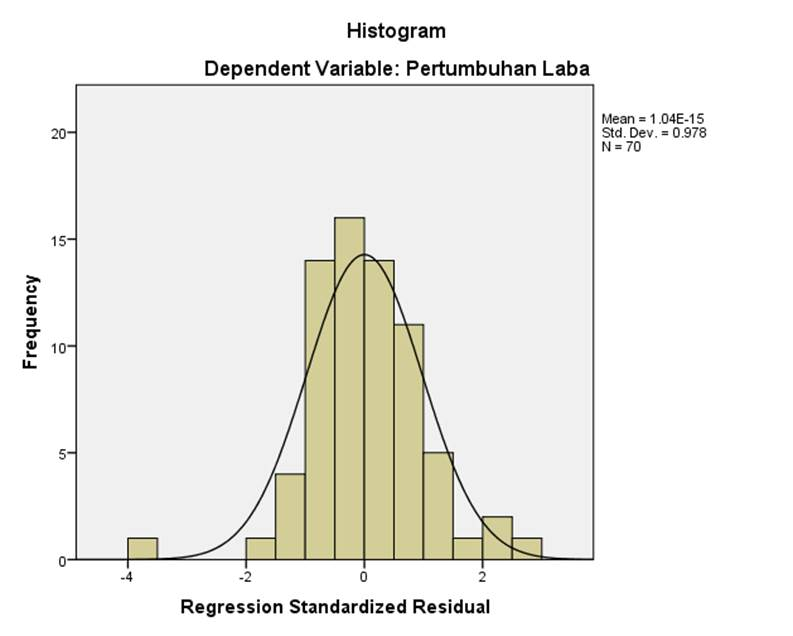 Histogram
Dependent Variable: Pertumbuhan Laba
Mean = 1.04E-15
Std. Dev. = 0.978
N = 70
Frequency
20
15
10
5
0
-4
-2
0
2
Regression Standardized Residual